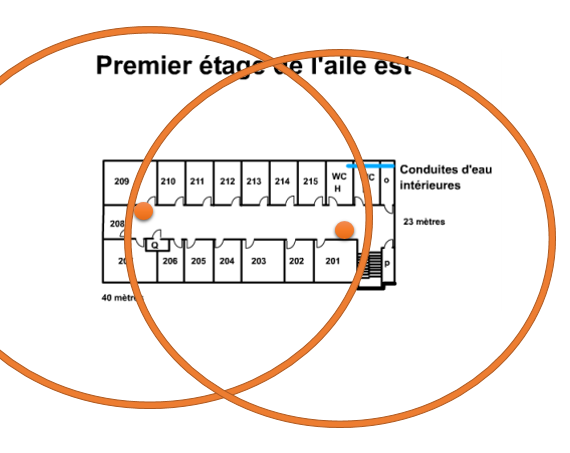 Premier étage de l'aile est
209 210 211 212 213 214 215 WC H
Conduites d'eau
intérieures
208
23 mètres
Q
206 205 204 203 202 201 P
40 mètres